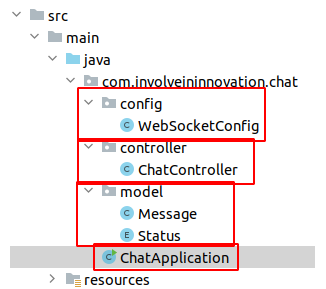 src
main
java
com.involveininnovation.chat
config
C WebSocketConfig
controller
C ChatController
model
C Message
E Status
C ChatApplication
resources